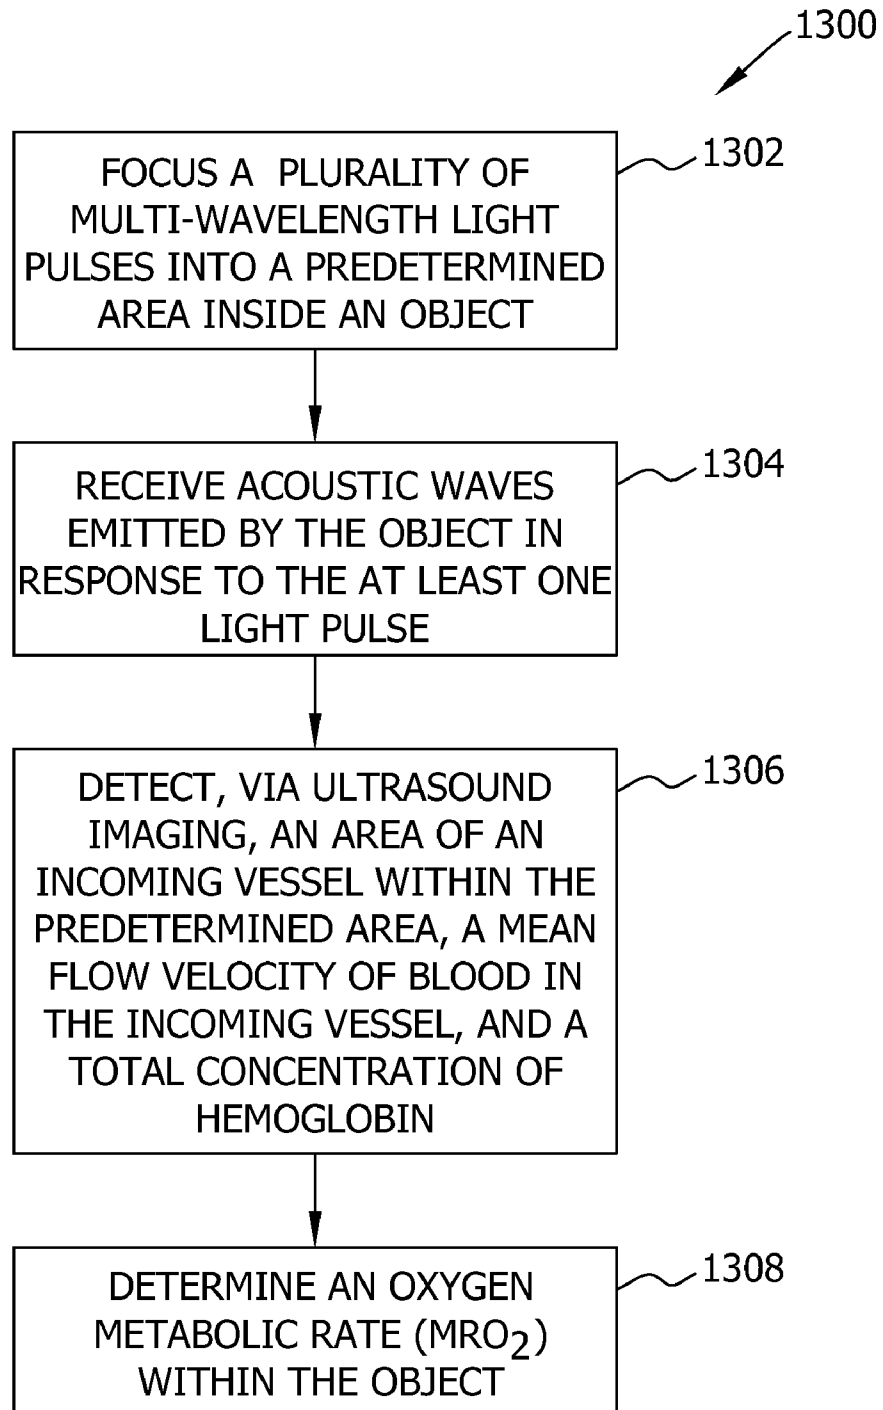 1300
1302
FOCUS A PLURALITY OF
MULTI-WAVELENGTH LIGHT
PULSES INTO A PREDETERMINED
AREA INSIDE AN OBJECT
1304
RECEIVE ACOUSTIC WAVES
EMITTED BY THE OBJECT IN
RESPONSE TO THE AT LEAST ONE
LIGHT PULSE
1306
DETECT, VIA ULTRASOUND
IMAGING, AN AREA OF AN
INCOMING VESSEL WITHIN THE
PREDETERMINED AREA, A MEAN
FLOW VELOCITY OF BLOOD IN
THE INCOMING VESSEL, AND A
TOTAL CONCENTRATION OF
HEMOGLOBIN
1308
DETERMINE AN OXYGEN
METABOLIC RATE (MRO₂)
WITHIN THE OBJECT